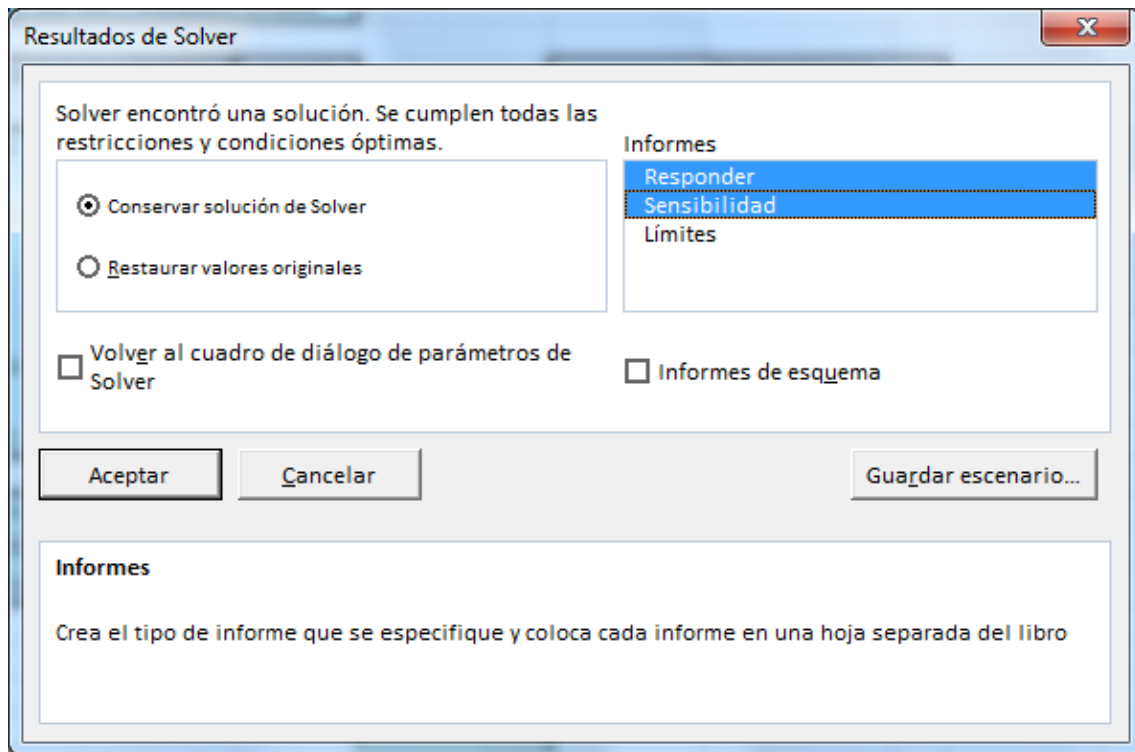 Resultados de Solver
Solver encontró una solución. Se cumplen todas las
restricciones y condiciones óptimas.
Conservar solución de Solver
Restaurar valores originales
Informes
Responder
Sensibilidad
Límites
Volver al cuadro de diálogo de parámetros de
Solver
Informes de esquema
Aceptar
Cancelar
Guardar escenario...
Informes
Crea el tipo de informe que se especifique y coloca cada informe en una hoja separada del libro